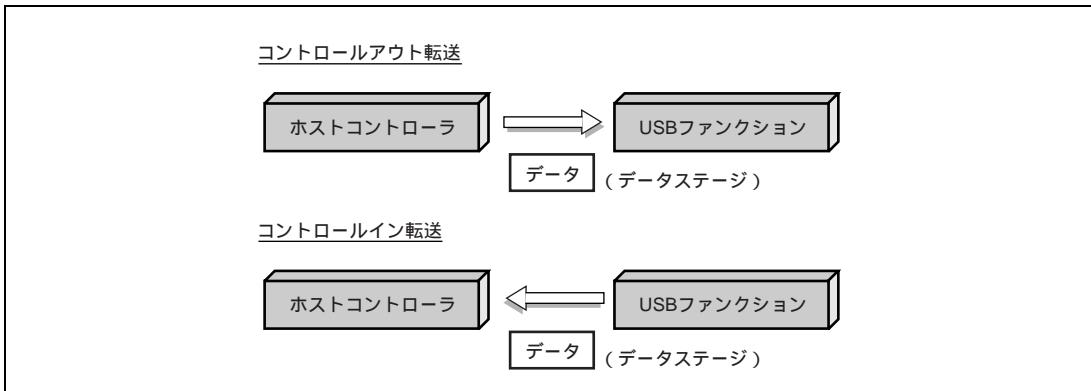 コントロールアウト転送
ホストコントローラ
USBファンクション
データ
(データステージ)
コントロールイン転送
ホストコントローラ
USBファンクション
データ
(データステージ)